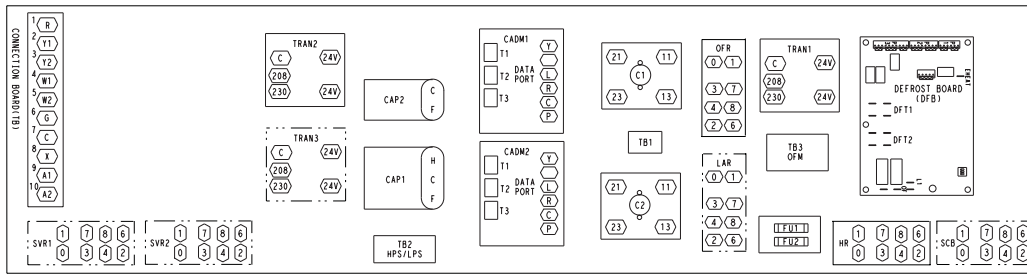 CONNECTION BOARD(TB)
1 R
2 Y1
3 Y2
4 W1
5 W2
6 G
7 C
8 X
9 A1
10 A2
SVR1
1 7 8 6
0 3 4 2
SVR2
1 7 8 6
0 3 4 2
TRAN2
C 24V
208
230 24V
TRAN3
C 24V
208
230 24V
CAP2
C
F
CAP1
H
C
F
TB2
HPS/LPS
CADM1
T1
T2
T3
DATA
PORT
Y
L
R
C
P
CADM2
T1
T2
T3
DATA
PORT
Y
L
R
C
P
21 11
C1
23 13
TB1
21 11
C2
23 13
OFR
0 1
3 7
4 8
2 6
LAR
0 1
3 7
4 8
2 6
TRAN1
C 24V
208
230 24V
TB3
OFM
FU1
FU2
DEFROST BOARD
(DFB)
DFT1
DFT2
HR
1 7 8 6
0 3 4 2
SCB
1 7 8 6
0 3 4 2